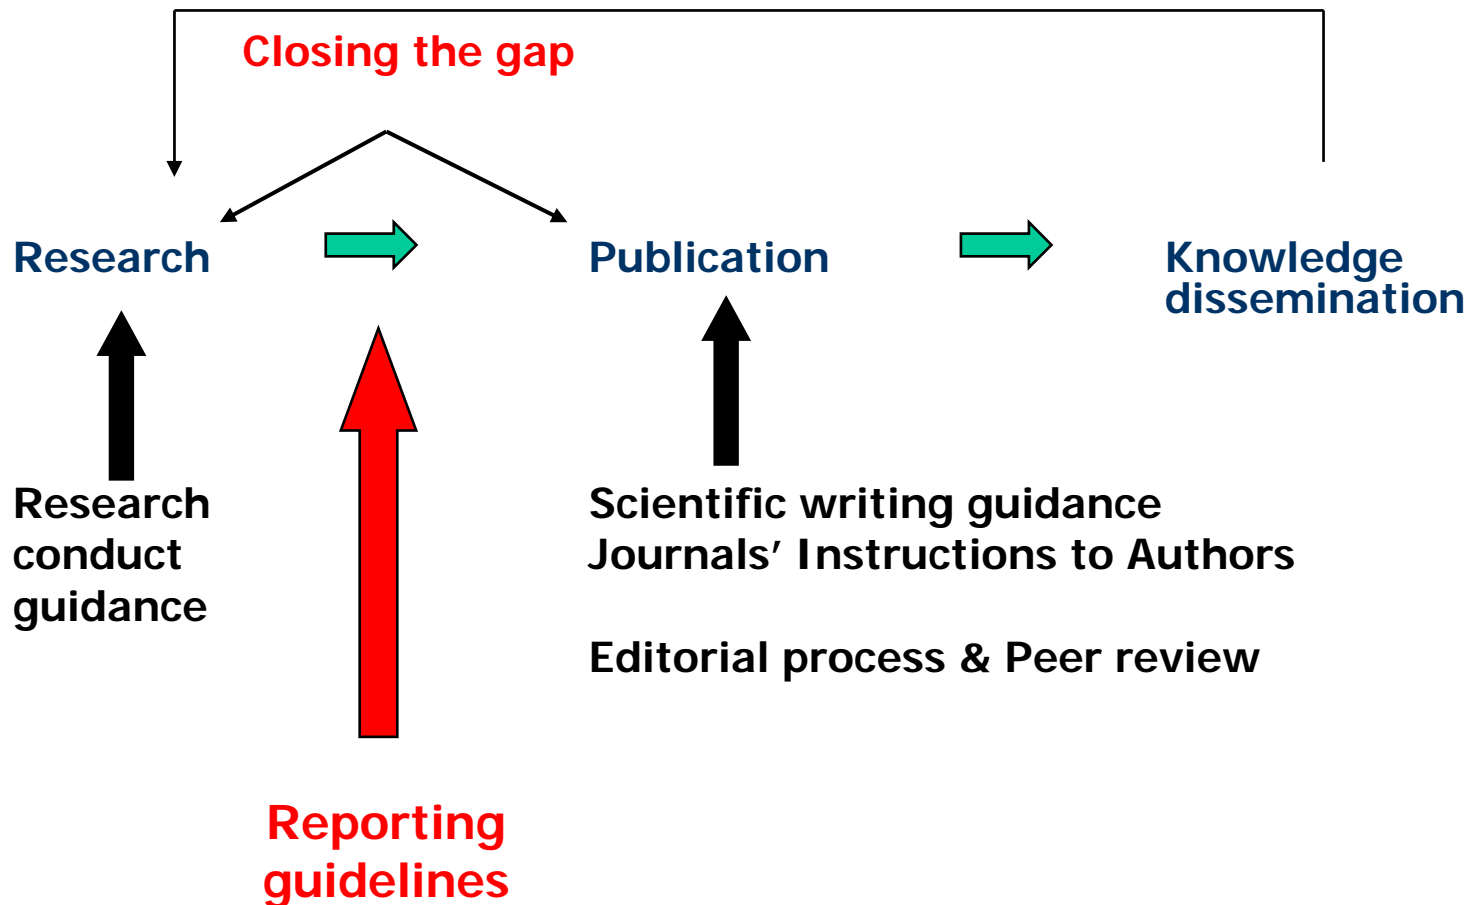 Closing the gap
Research
Publication
Knowledge
dissemination
Research
conduct
guidance
Scientific writing guidance
Journals’ Instructions to Authors
Editorial process & Peer review
Reporting
guidelines